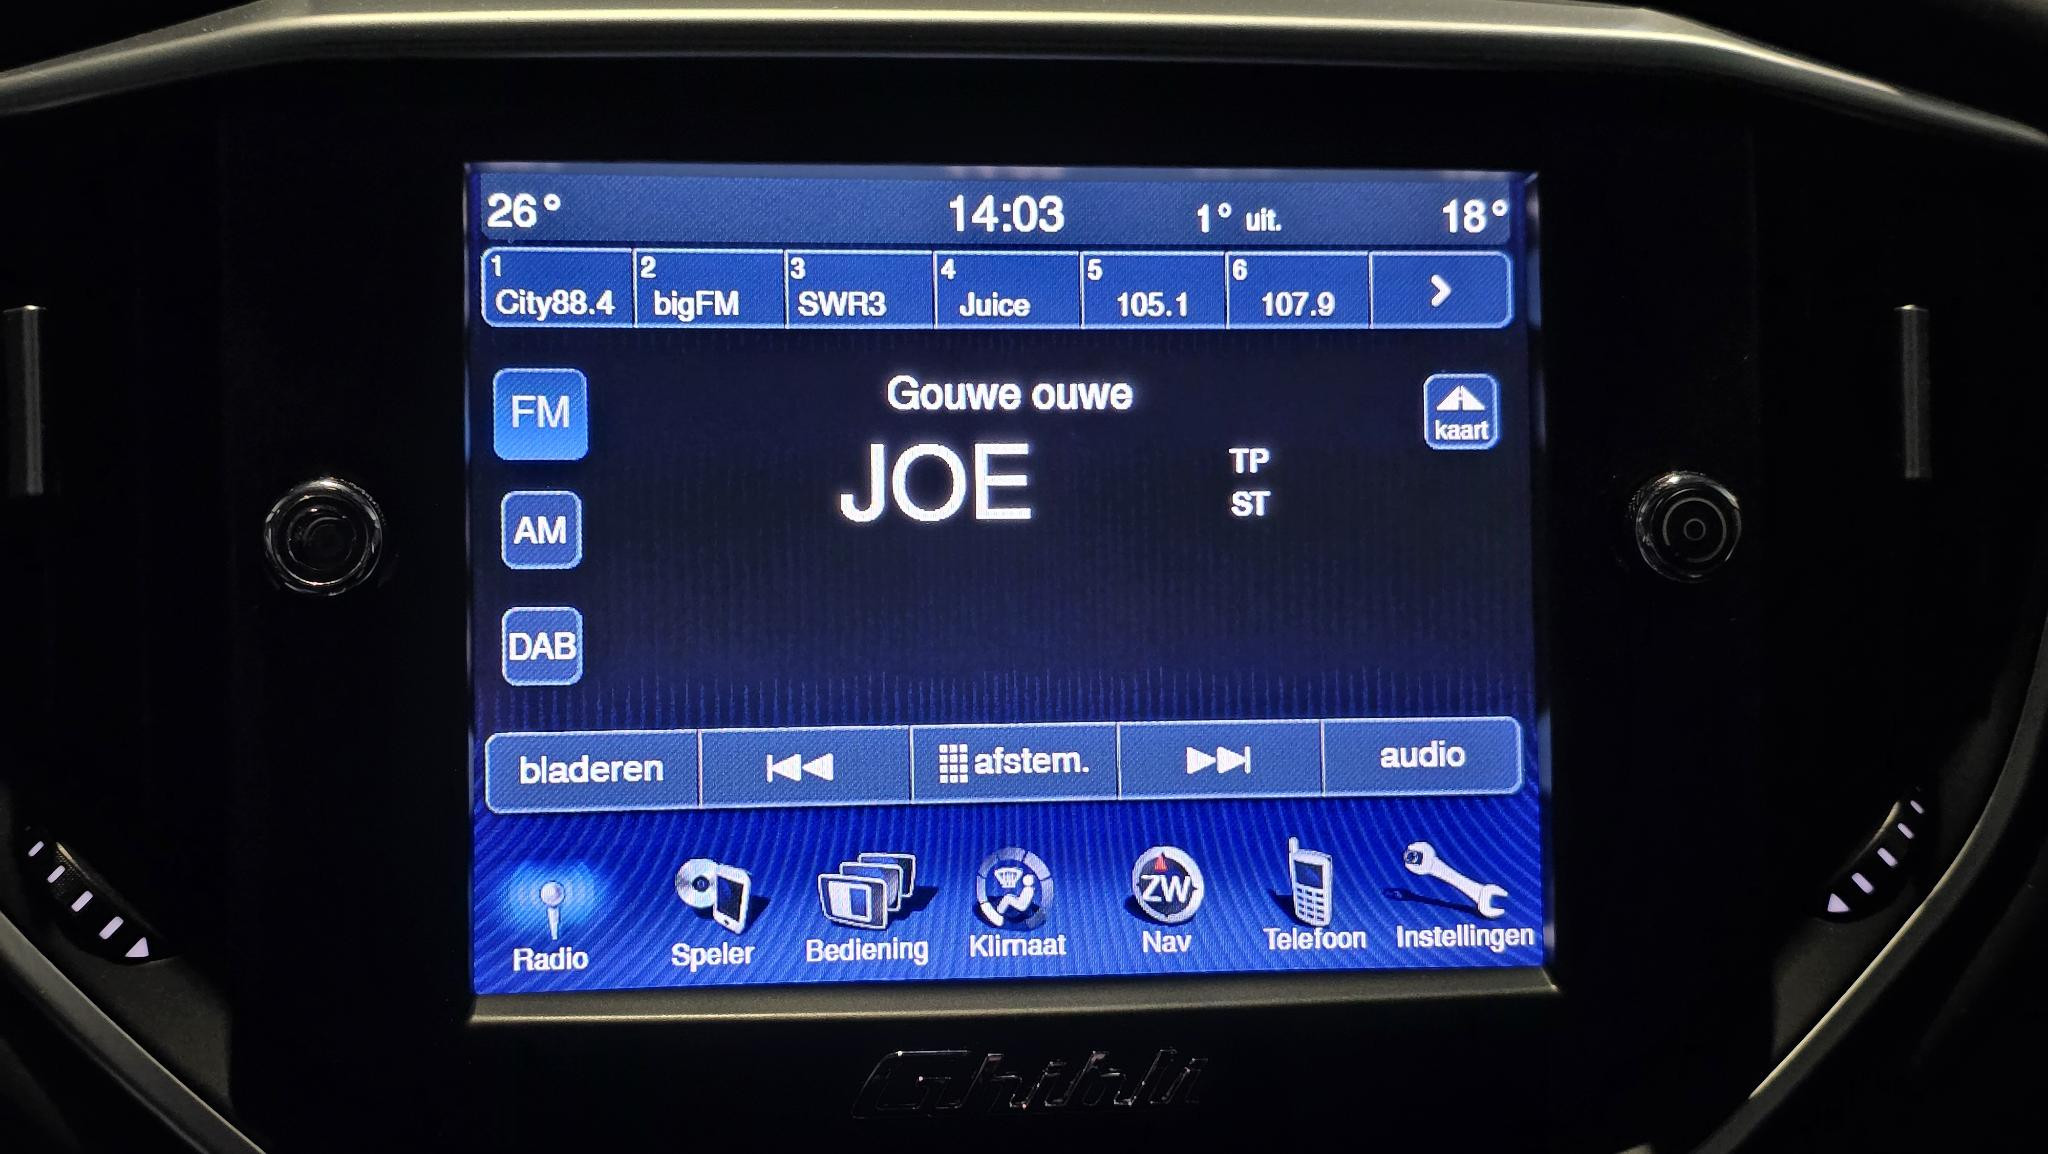 26° 14:03 1° uit. 18°
1 2 3 4 5 6
City88.4 bigFM SWR3 Juice 105.1 107.9
Gouwe ouwe
FM
kaart
JOE
TP
ST
AM
DAB
bladeren afstem. audio
ZW
Radio Speler Bediening Klimaat Nav Telefoon Instellingen
Ghibli